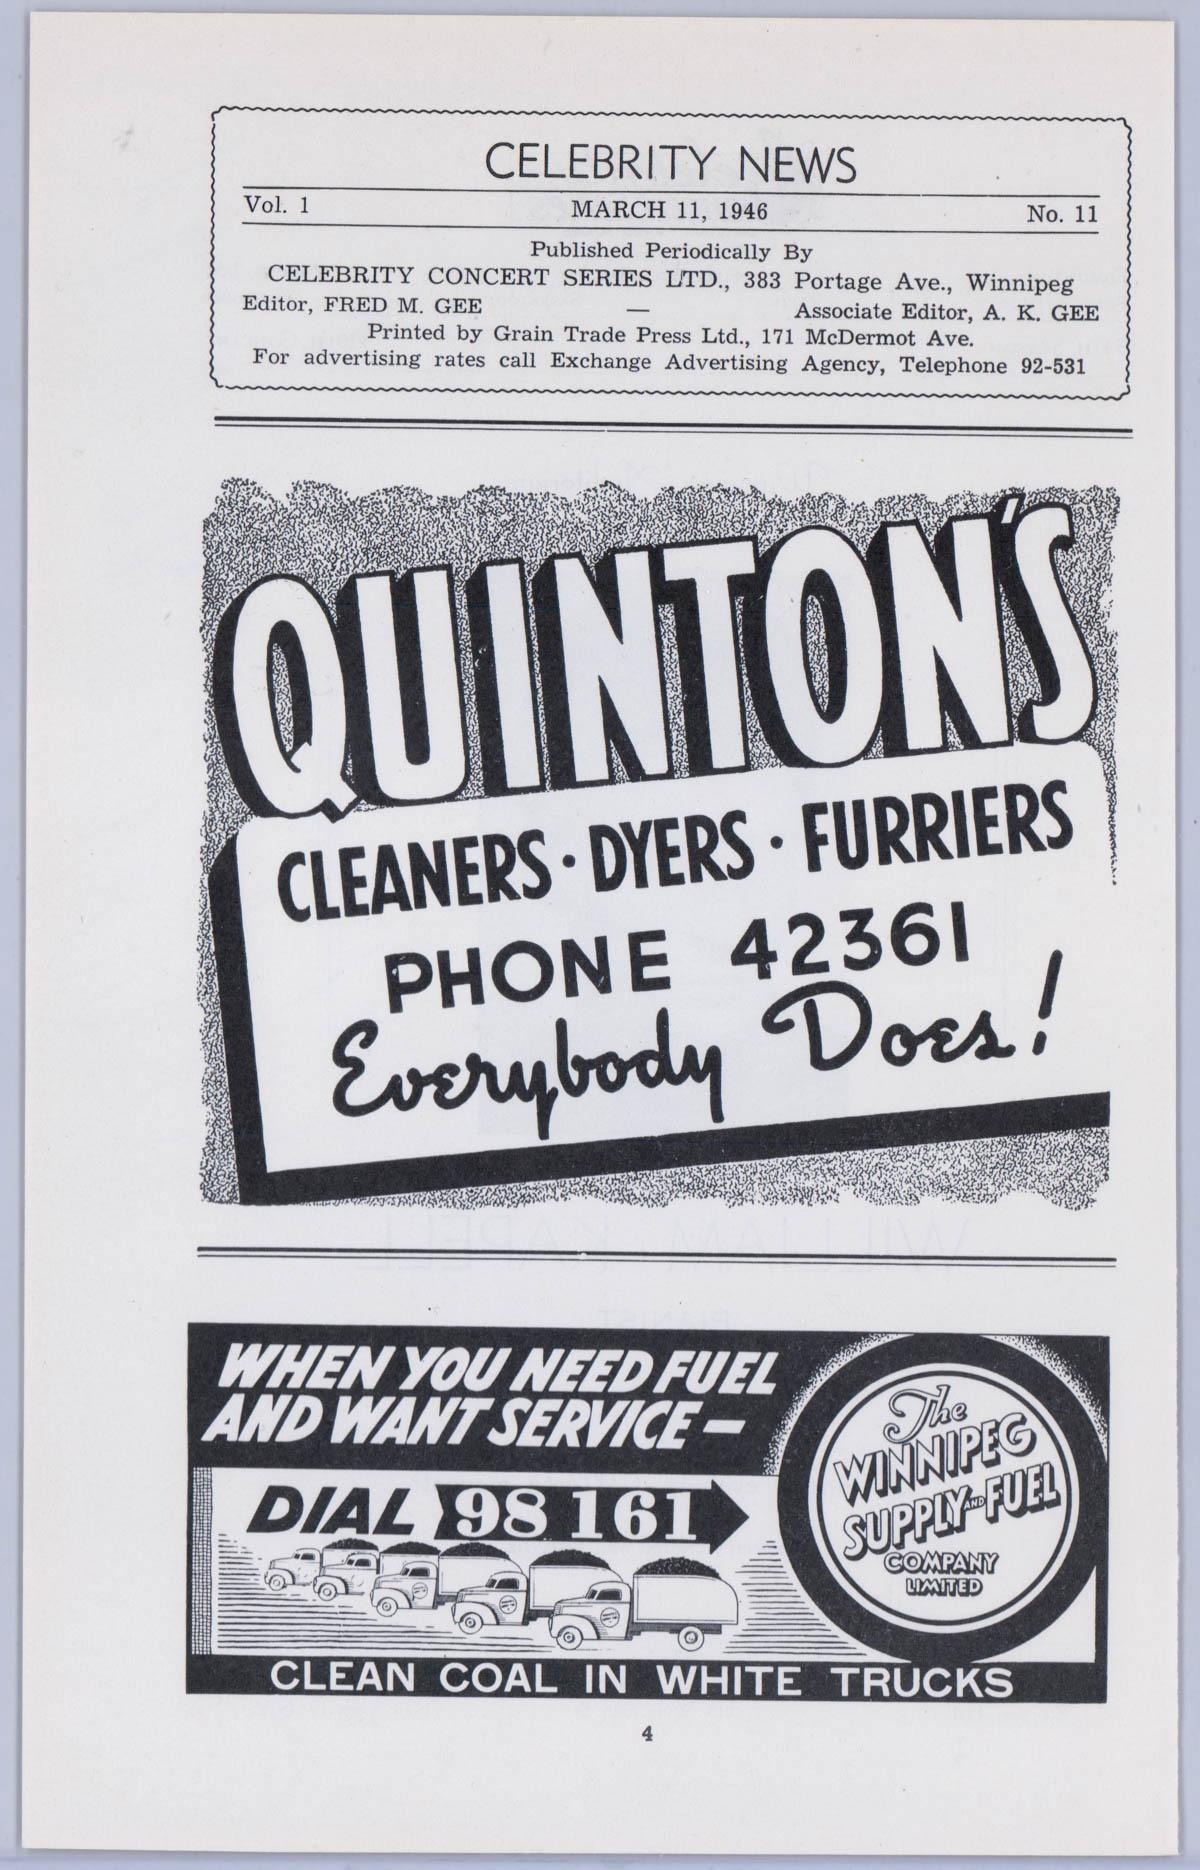 CELEBRITY NEWS
Vol. 1 MARCH 11, 1946 No. 11
Published Periodically By
CELEBRITY CONCERT SERIES LTD., 383 Portage Ave., Winnipeg
Editor, FRED M. GEE — Associate Editor, A. K. GEE
Printed by Grain Trade Press Ltd., 171 McDermot Ave.
For advertising rates call Exchange Advertising Agency, Telephone 92-531
QUINTON'S
CLEANERS · DYERS · FURRIERS
PHONE 42361
Everybody Does!
WHEN YOU NEED FUEL
AND WANT SERVICE –
DIAL 98 161
The
WINNIPEG
SUPPLY AND FUEL
COMPANY
LIMITED
CLEAN COAL IN WHITE TRUCKS
4